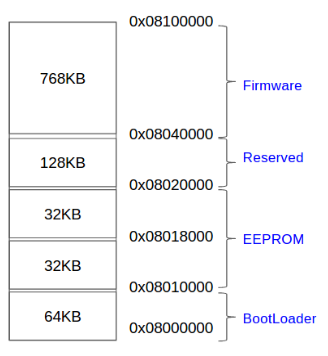 0x08100000
768KB
Firmware
0x08040000
128KB
Reserved
0x08020000
32KB
0x08018000
EEPROM
32KB
0x08010000
64KB
BootLoader
0x08000000